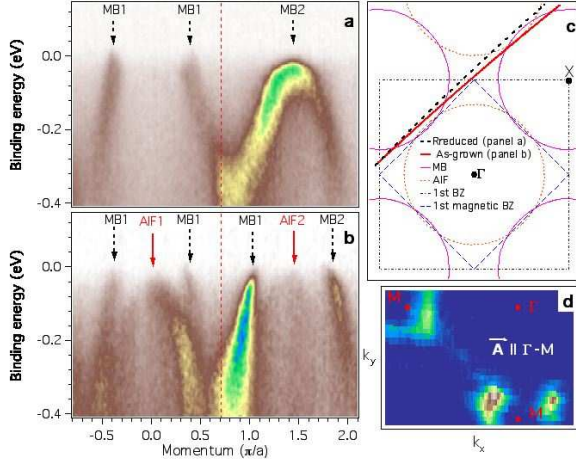 MB1 MB1 MB2
a
Binding energy (eV)
0.0
-0.2
-0.4
MB1 AIF1 MB1 MB1 AIF2 MB2
b
Binding energy (eV)
0.0
-0.2
-0.4
-0.5 0.0 0.5 1.0 1.5 2.0
Momentum (π/a)
c
X
Rreduced (panel a)
As-grown (panel b)
MB
AIF
Γ
1st BZ
1st magnetic BZ
d
M Γ
A || Γ-M
M
ky
kx